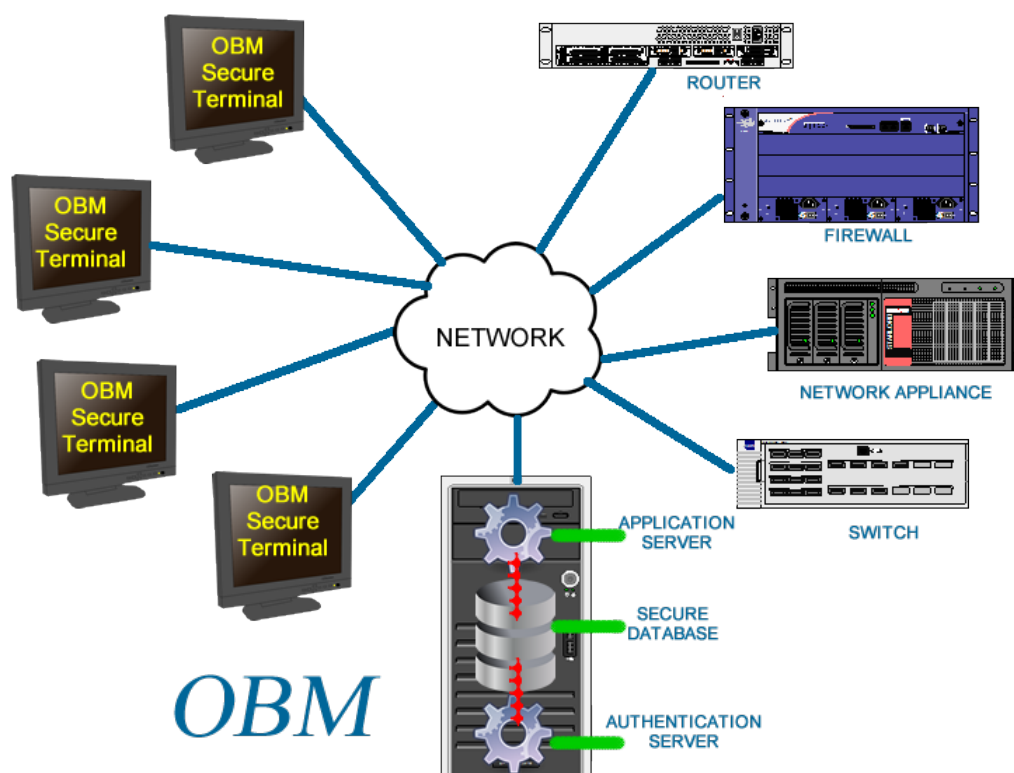 OBM
Secure
Terminal
ROUTER
FIREWALL
OBM
Secure
Terminal
NETWORK
NETWORK APPLIANCE
OBM
Secure
Terminal
OBM
Secure
Terminal
SWITCH
APPLICATION
SERVER
SECURE
DATABASE
OBM
AUTHENTICATION
SERVER